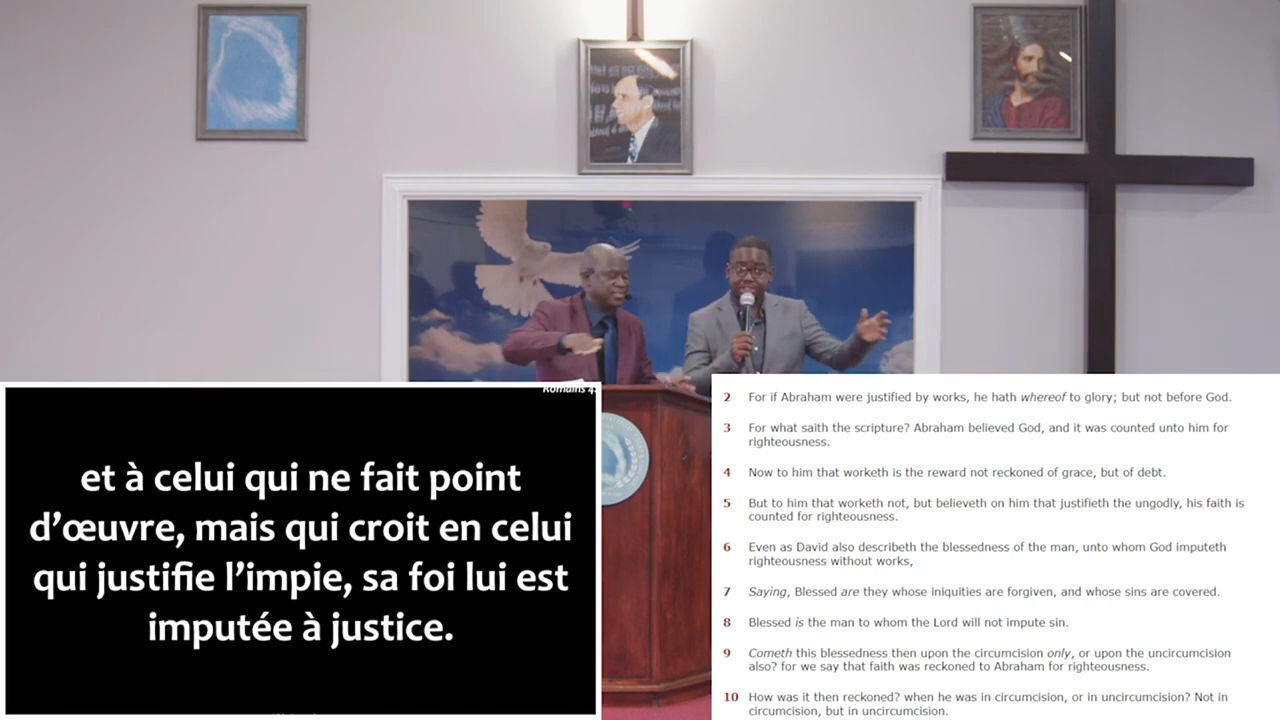 Romains 4:
et à celui qui ne fait point
d’œuvre, mais qui croit en celui
qui justifie l’impie, sa foi lui est
imputée à justice.
2 For if Abraham were justified by works, he hath whereof to glory; but not before God.
3 For what saith the scripture? Abraham believed God, and it was counted unto him for
righteousness.
4 Now to him that worketh is the reward not reckoned of grace, but of debt.
5 But to him that worketh not, but believeth on him that justifieth the ungodly, his faith is
counted for righteousness.
6 Even as David also describeth the blessedness of the man, unto whom God imputeth
righteousness without works,
7 Saying, Blessed are they whose iniquities are forgiven, and whose sins are covered.
8 Blessed is the man to whom the Lord will not impute sin.
9 Cometh this blessedness then upon the circumcision only, or upon the uncircumcision
also? for we say that faith was reckoned to Abraham for righteousness.
10 How was it then reckoned? when he was in circumcision, or in uncircumcision? Not in
circumcision, but in uncircumcision.